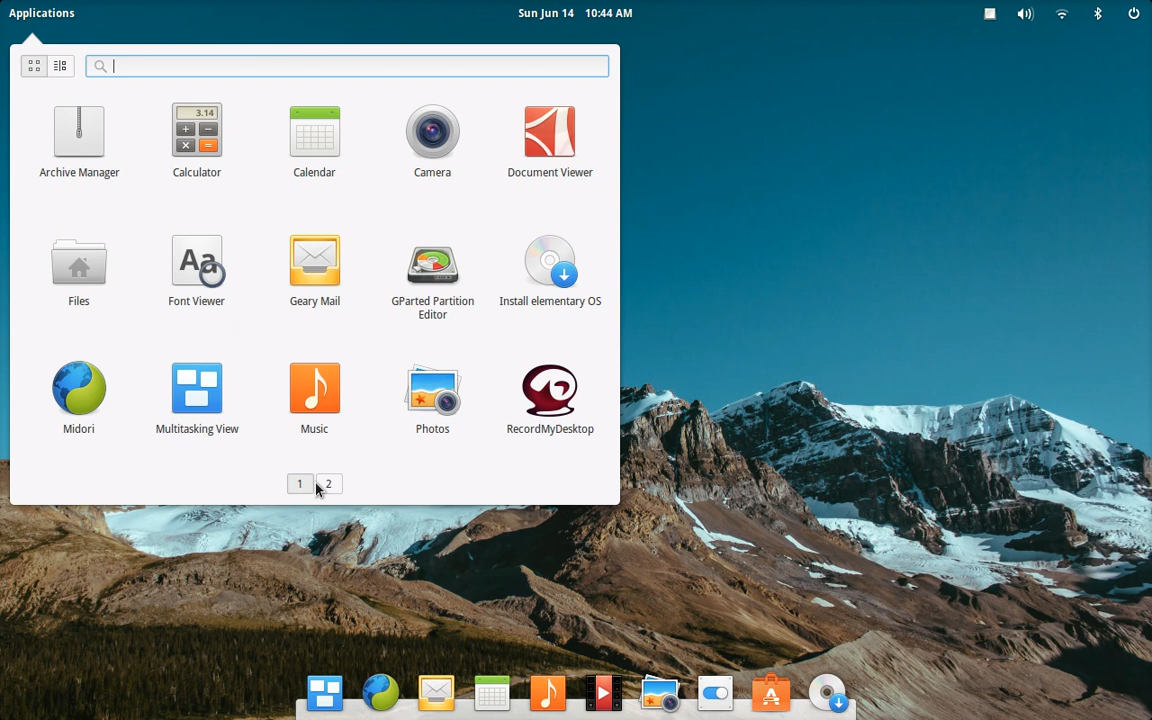 Applications
Sun Jun 14 10:44 AM
3.14
Archive Manager
Calculator
Calendar
Camera
Document Viewer
Aa
Files
Font Viewer
Geary Mail
GParted Partition
Editor
Install elementary OS
Midori
Multitasking View
Music
Photos
RecordMyDesktop
1
2